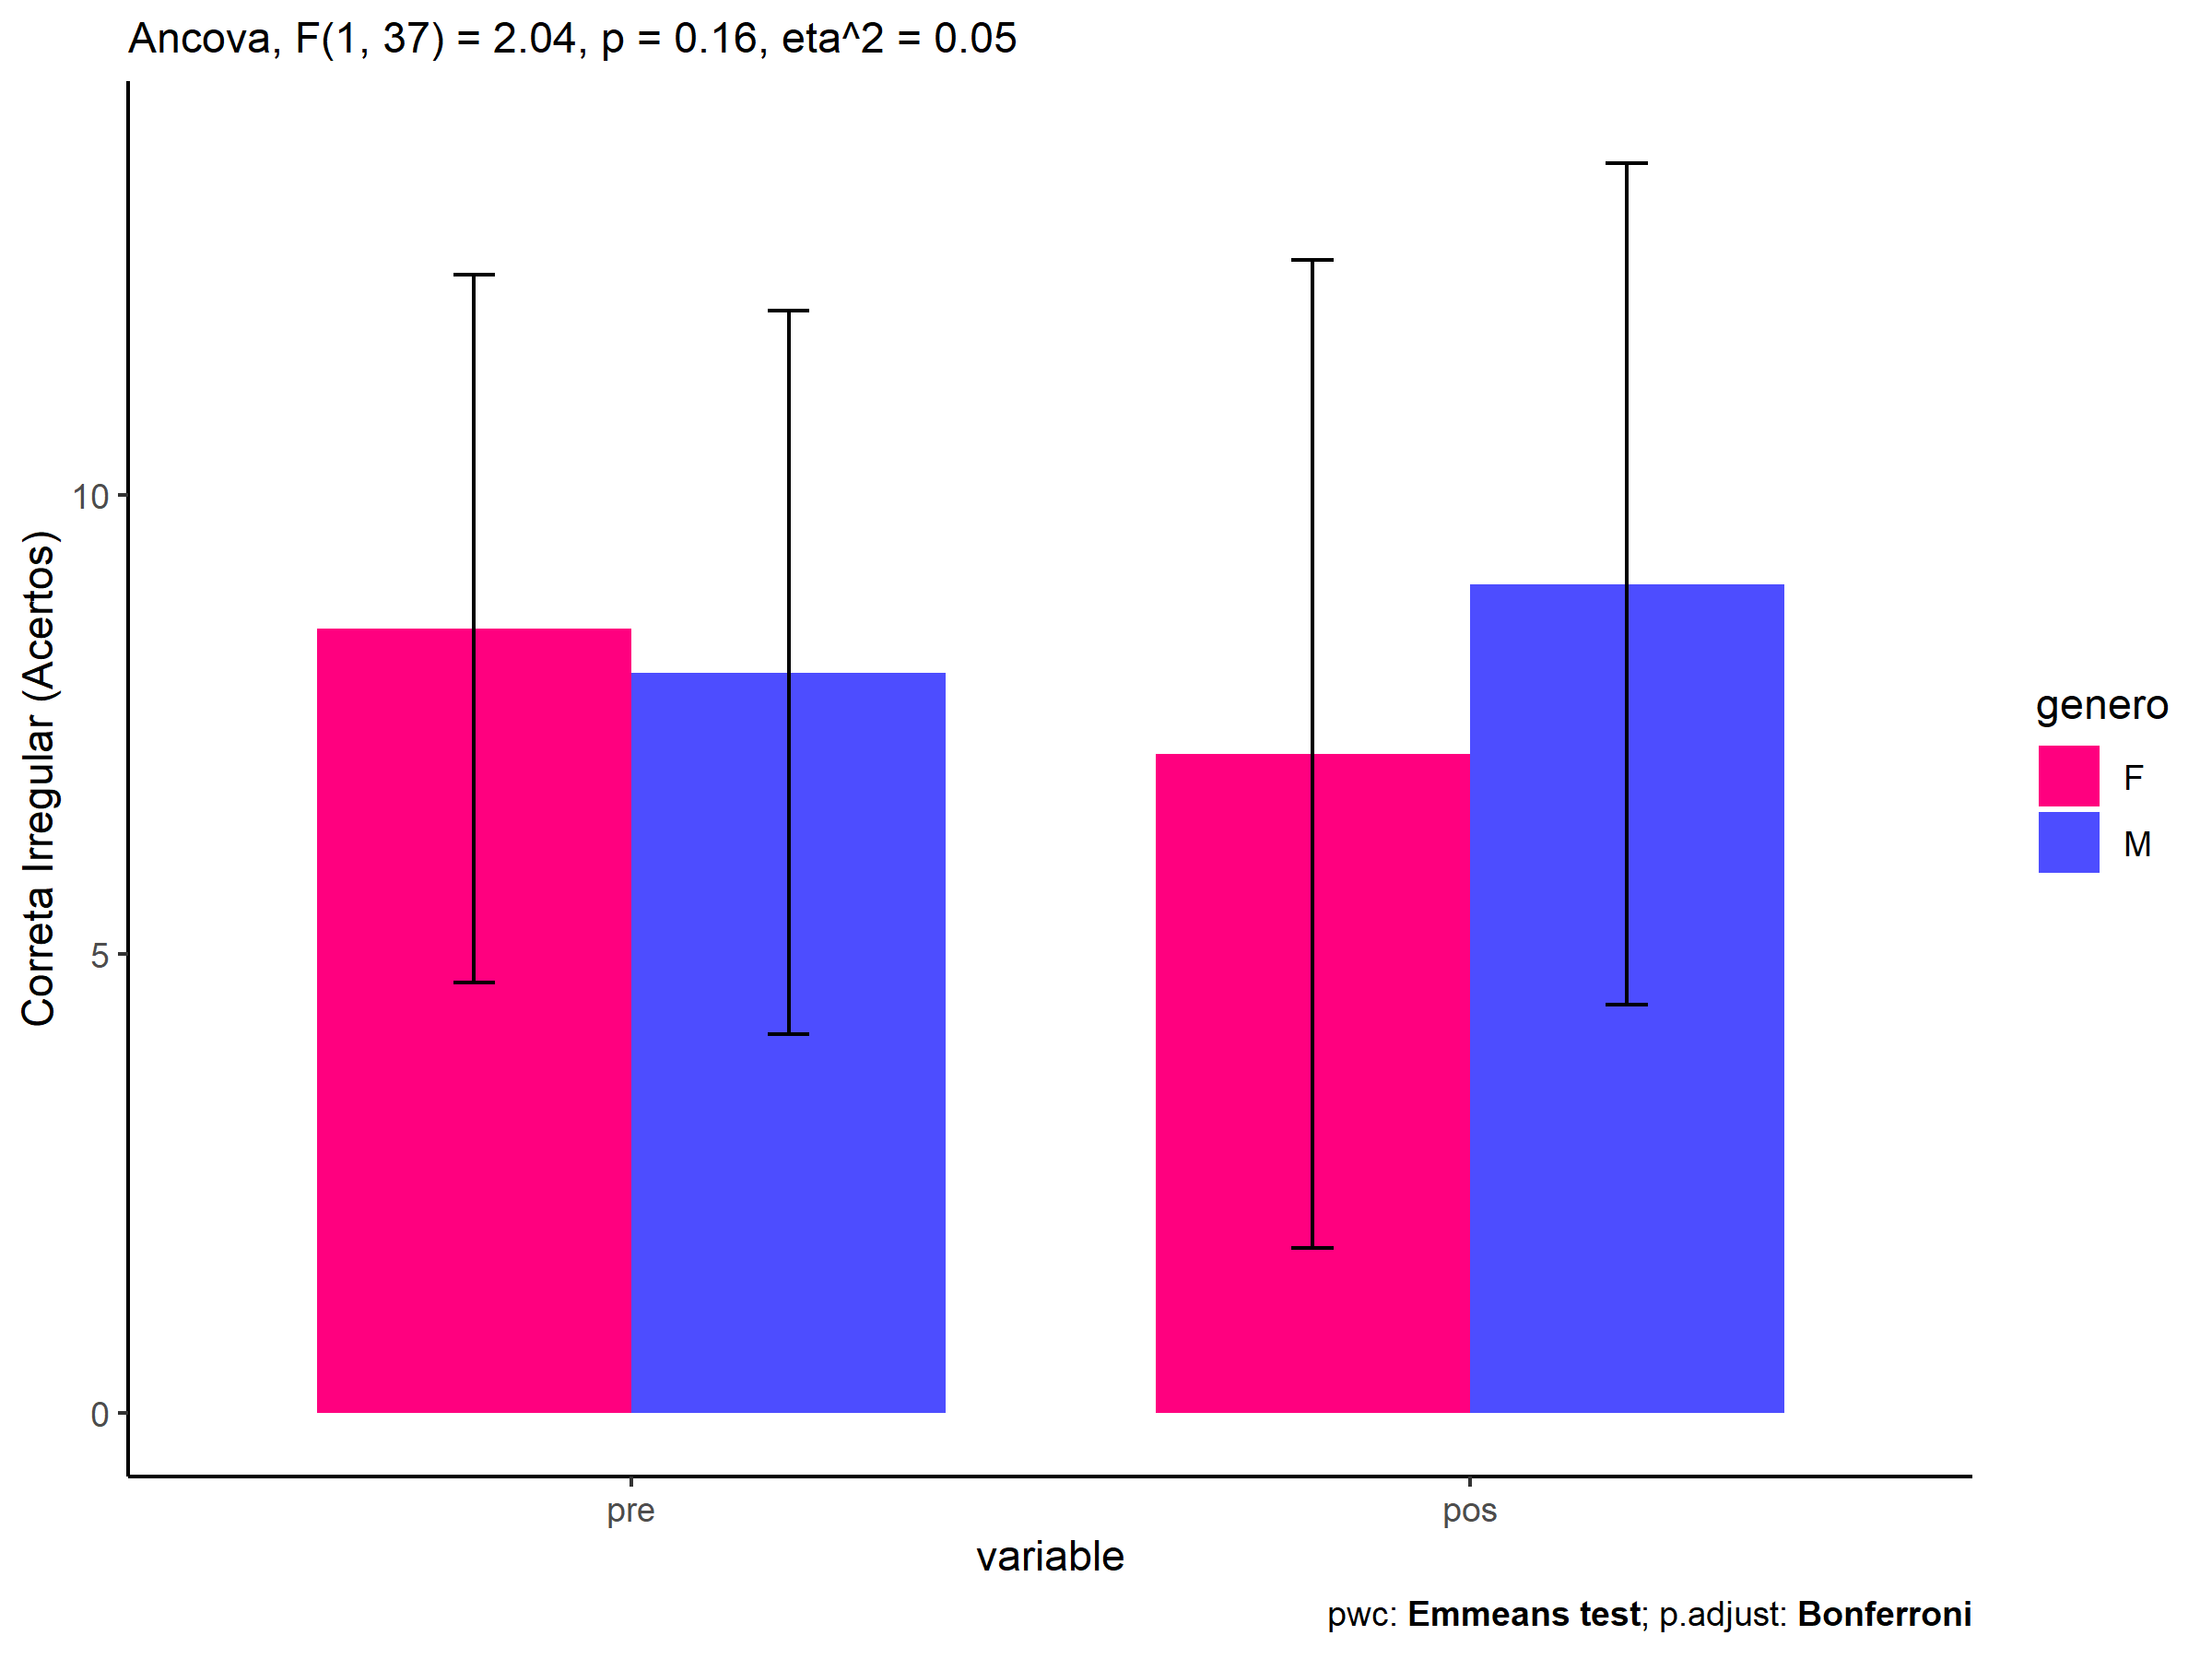 Ancova, F(1, 37) = 2.04, p = 0.16, eta^2 = 0.05
Correta Irregular (Acertos)
10
5
0
pre
pos
variable
genero
F
M
pwc: Emmeans test; p.adjust: Bonferroni